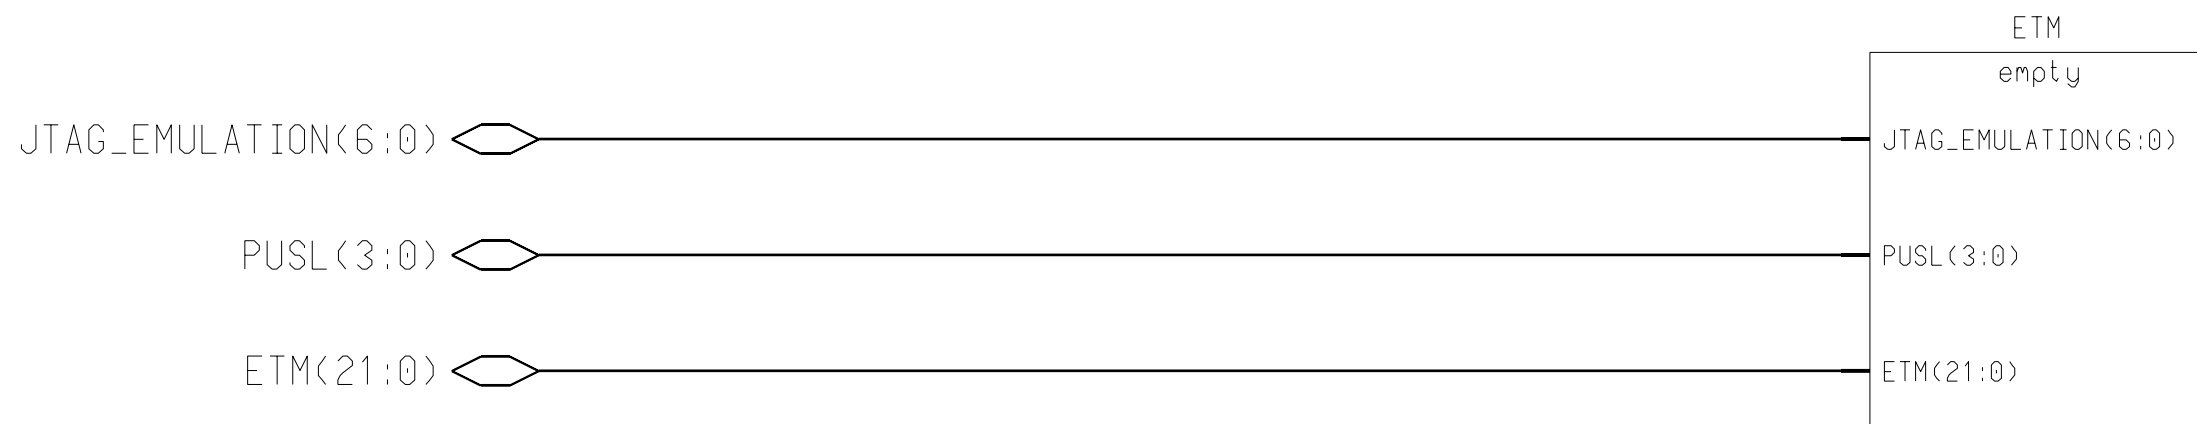 ETM
empty
JTAG_EMULATION(6:0) JTAG_EMULATION(6:0)
PUSL(3:0) PUSL(3:0)
ETM(21:0) ETM(21:0)